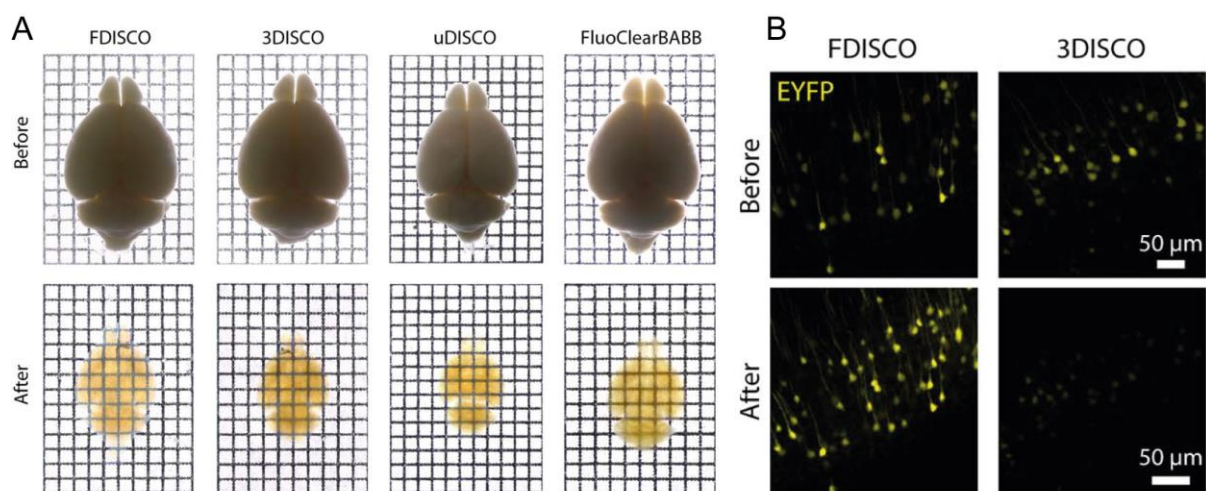 A
FDISCO
3DISCO
uDISCO
FluoClearBABB
Before
After
B
FDISCO
3DISCO
EYFP
Before
50 µm
After
50 µm